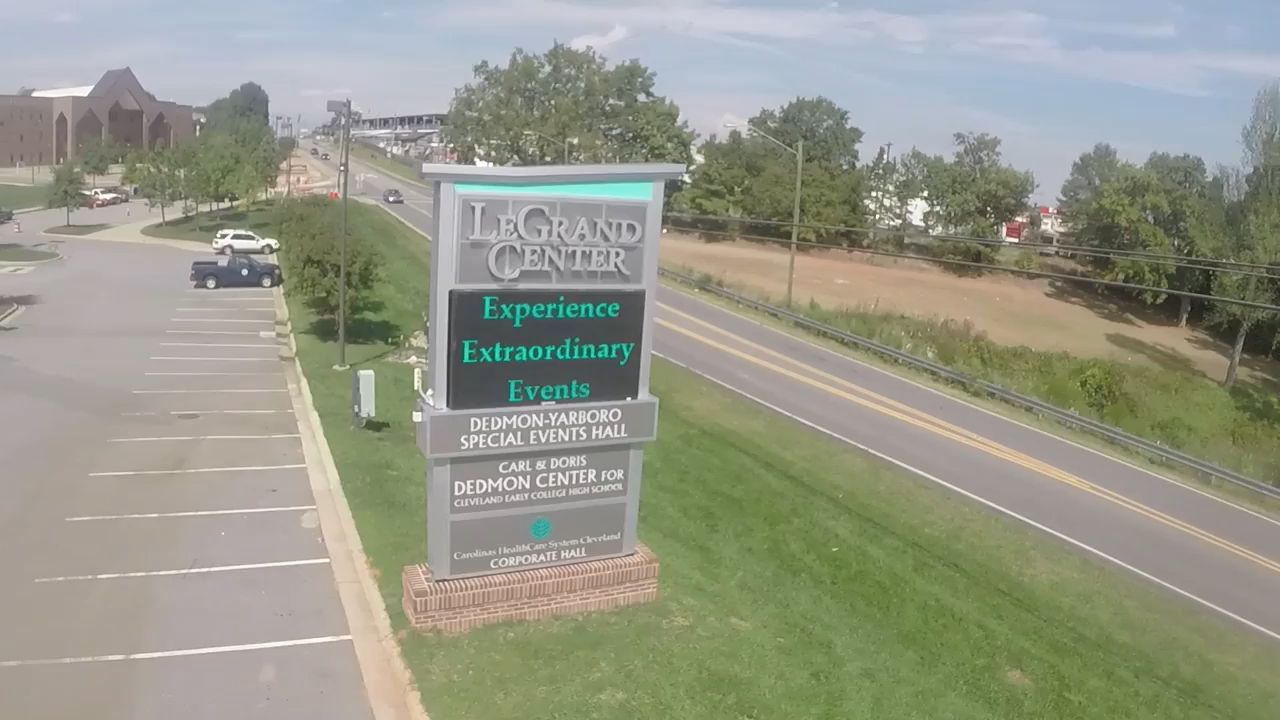 LEGRAND
CENTER
Experience
Extraordinary
Events
DEDMON-YARBORO
SPECIAL EVENTS HALL
CARL & DORIS
DEDMON CENTER FOR
CLEVELAND EARLY COLLEGE HIGH SCHOOL
Carolinas HealthCare System Cleveland
CORPORATE HALL